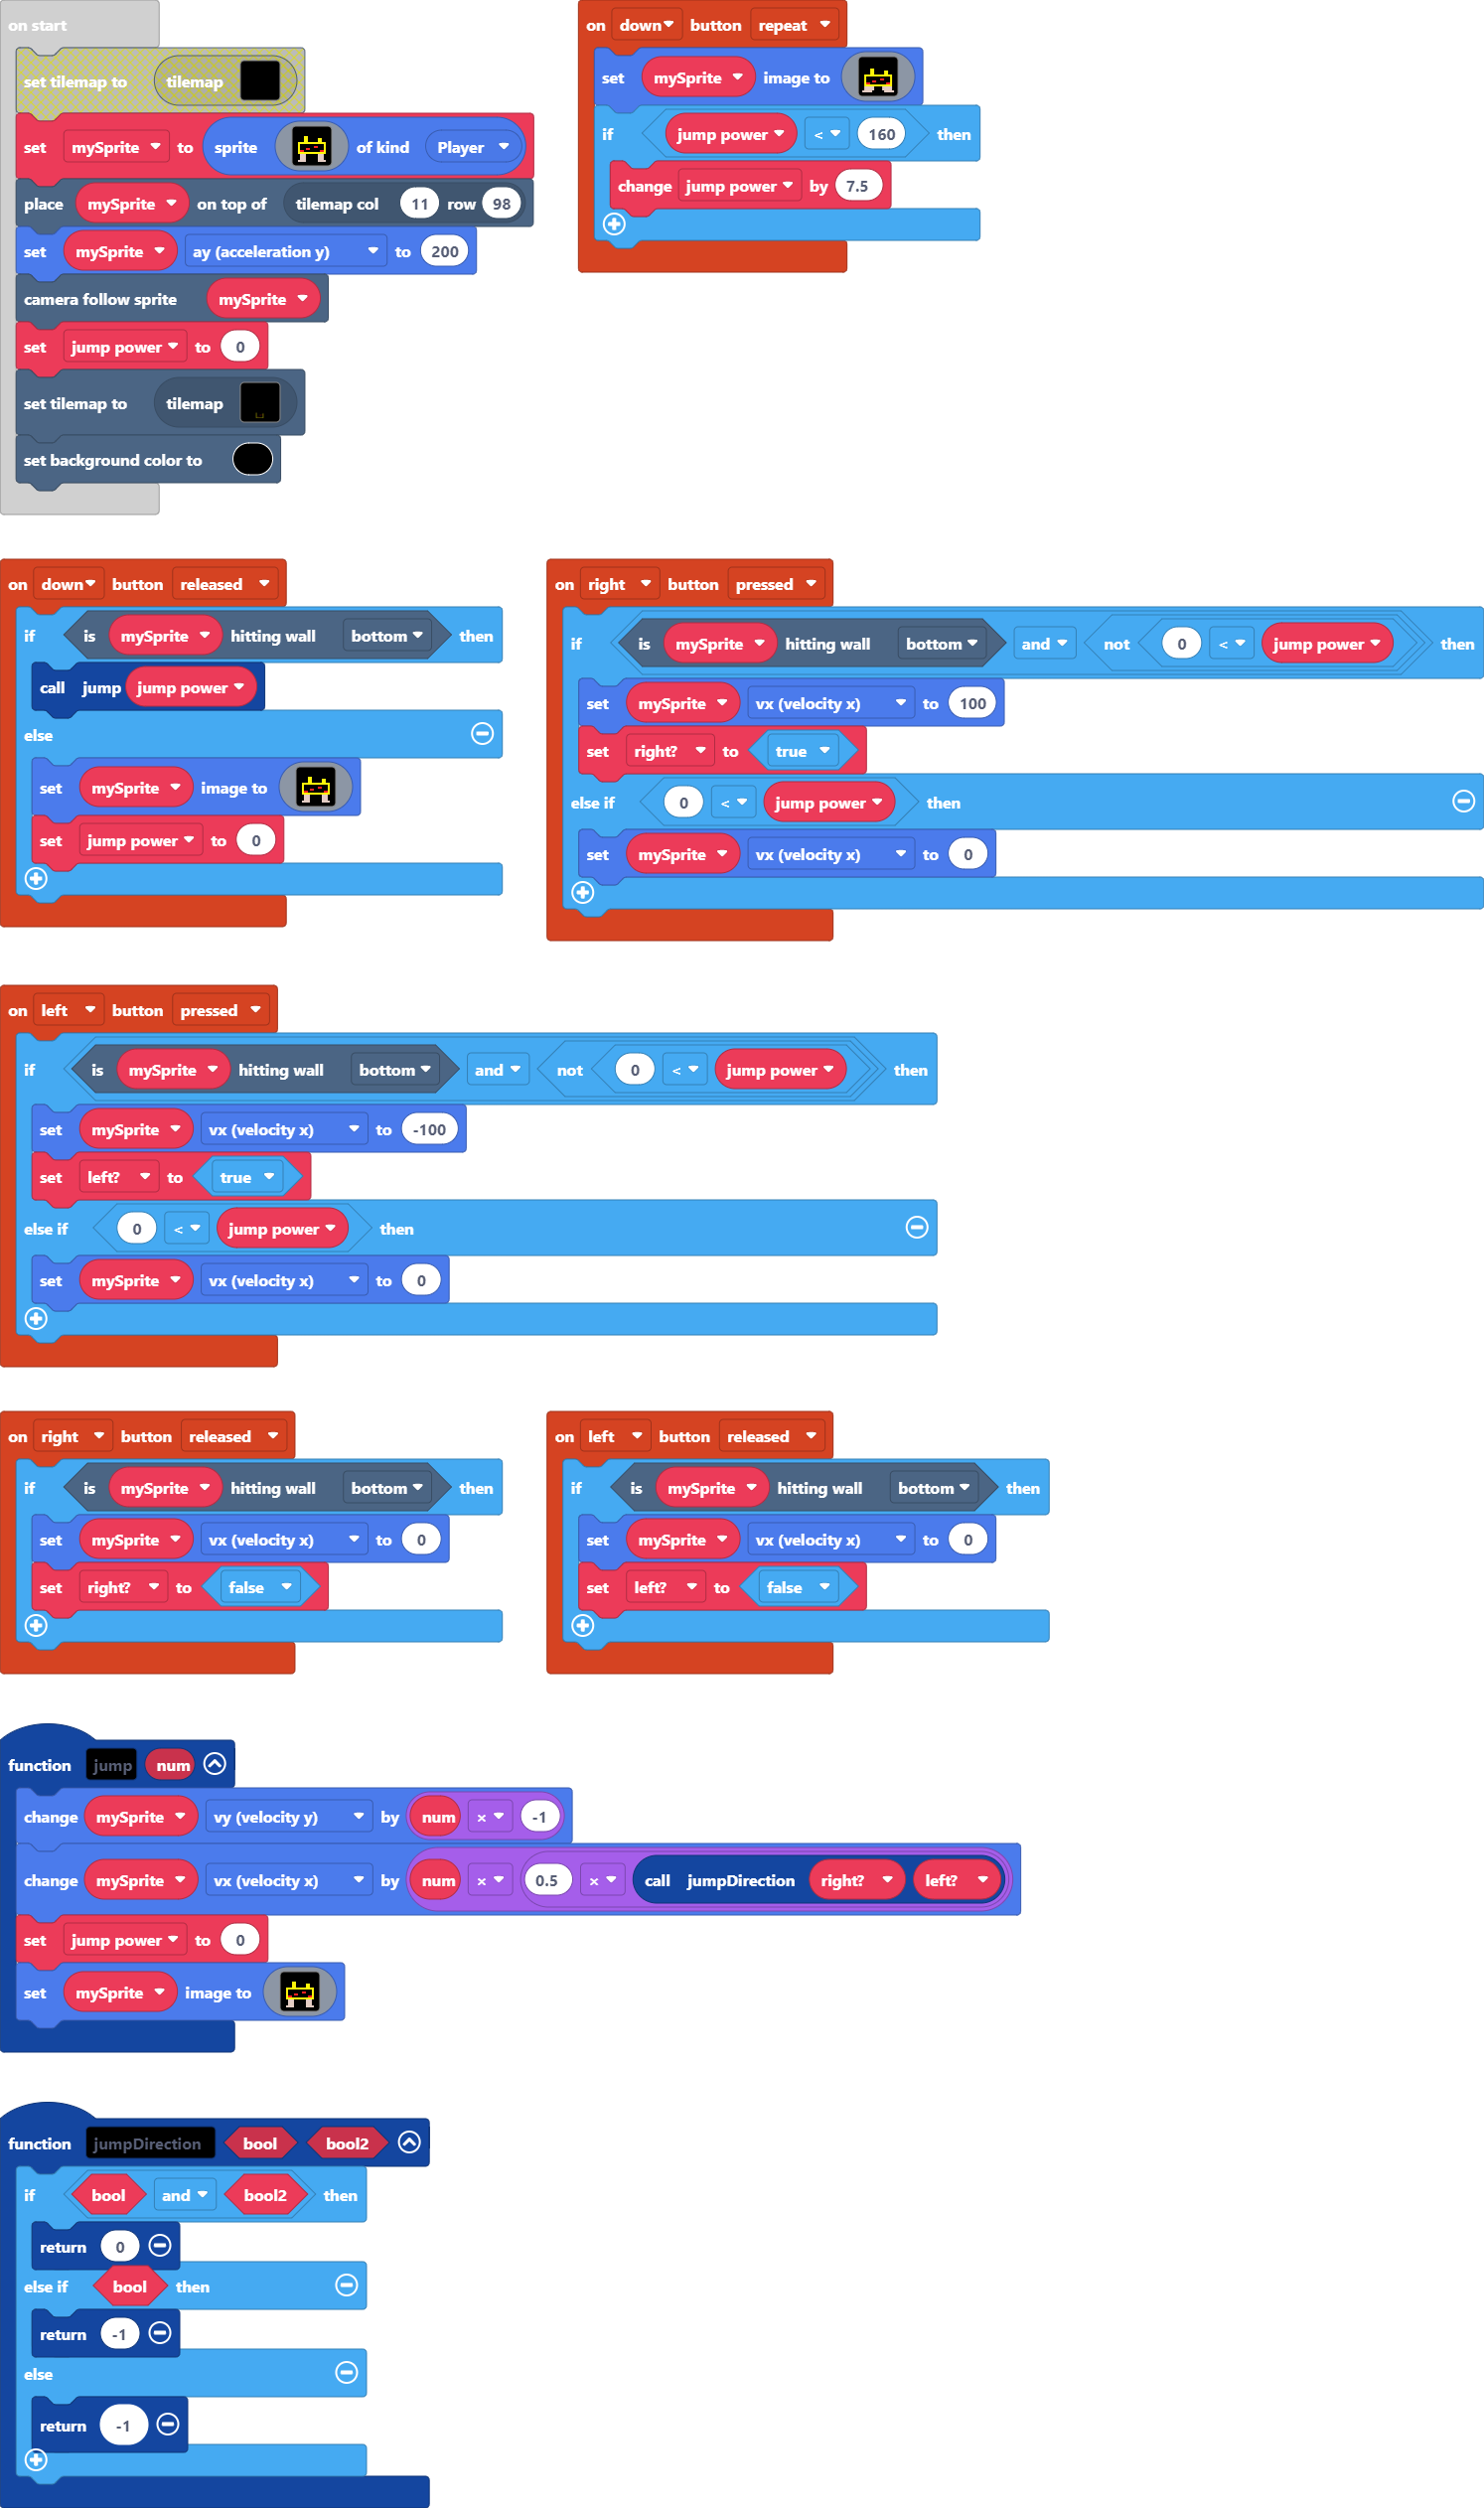 on start
set tilemap to tilemap
set mySprite to sprite of kind Player
place mySprite on top of tilemap col 11 row 98
set mySprite ay (acceleration y) to 200
camera follow sprite mySprite
set jump power to 0
set tilemap to tilemap
set background color to
on down button repeat
set mySprite image to
if jump power < 160 then
change jump power by 7.5
on down button released
if is mySprite hitting wall bottom then
call jump jump power
else
set mySprite image to
set jump power to 0
on right button pressed
if is mySprite hitting wall bottom and not 0 < jump power then
set mySprite vx (velocity x) to 100
set right? to true
else if 0 < jump power then
set mySprite vx (velocity x) to 0
on left button pressed
if is mySprite hitting wall bottom and not 0 < jump power then
set mySprite vx (velocity x) to -100
set left? to true
else if 0 < jump power then
set mySprite vx (velocity x) to 0
on right button released
if is mySprite hitting wall bottom then
set mySprite vx (velocity x) to 0
set right? to false
on left button released
if is mySprite hitting wall bottom then
set mySprite vx (velocity x) to 0
set left? to false
function jump num
change mySprite vy (velocity y) by num × -1
change mySprite vx (velocity x) by num × 0.5 × call jumpDirection right? left?
set jump power to 0
set mySprite image to
function jumpDirection bool bool2
if bool and bool2 then
return 0
else if bool then
return -1
else
return -1